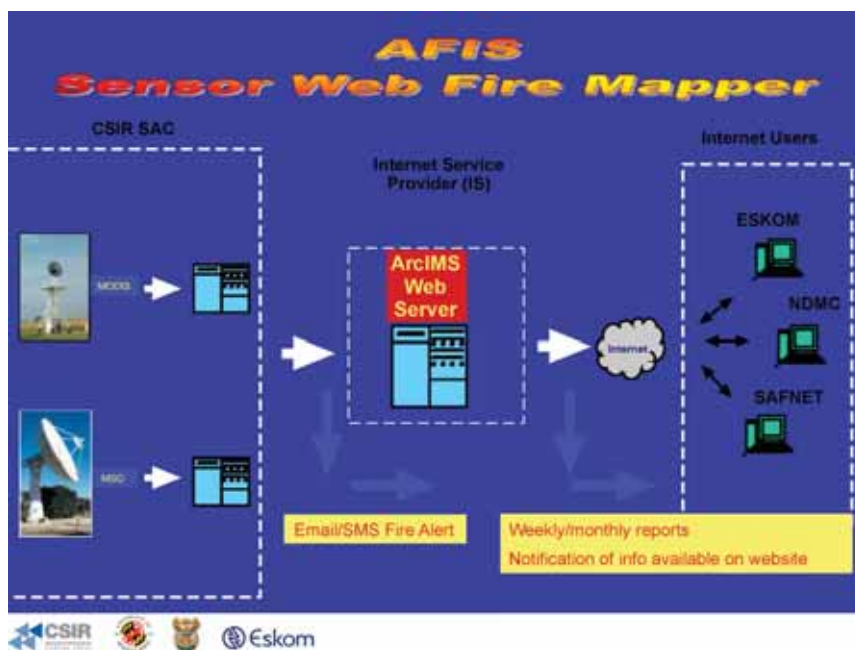 AFIS
Sensor Web Fire Mapper
CSIR SAC
Internet Service
Provider (IS)
Internet Users
ArcIMS
Web
Server
ESKOM
MODIS
NDMC
Internet
SAFNET
MSG
Email/SMS Fire Alert
Weekly/monthly reports
Notification of info available on website
CSIR
Eskom